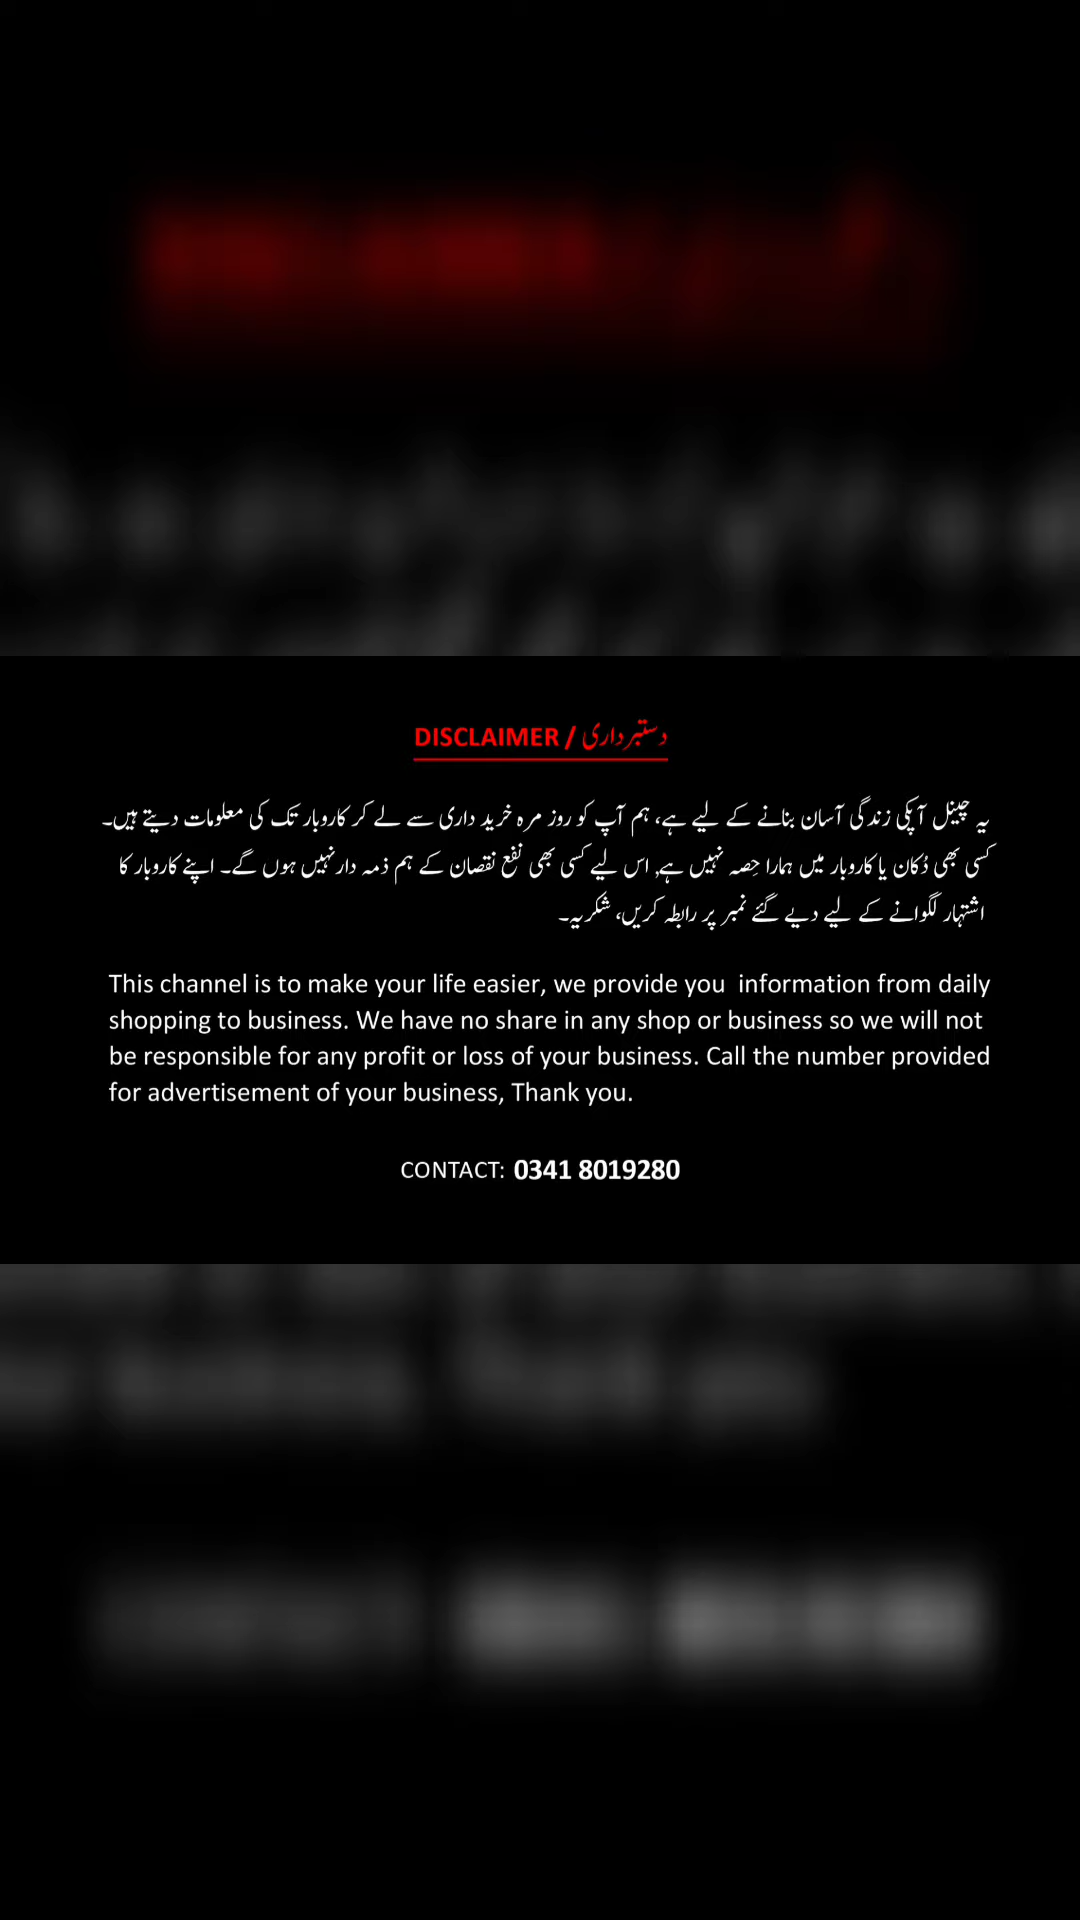 DISCLAIMER / دستبرداری
یہ چینل آپکی زندگی آسان بنانے کے لیے ہے، ہم آپ کو روز مرہ خرید داری سے لے کر کاروبار تک کی معلومات دیتے ہیں۔
کسی بھی دُکان یا کاروبار میں ہمارا حِصہ نہیں ہے, اس لیے کسی بھی نفع نقصان کے ہم ذمہ دار نہیں ہوں گے۔ اپنے کاروبار کا
اشتہار لگوانے کے لیے دیے گئے نمبر پر رابطہ کریں، شکریہ۔
This channel is to make your life easier, we provide you  information from daily
shopping to business. We have no share in any shop or business so we will not
be responsible for any profit or loss of your business. Call the number provided
for advertisement of your business, Thank you.
CONTACT: 0341 8019280